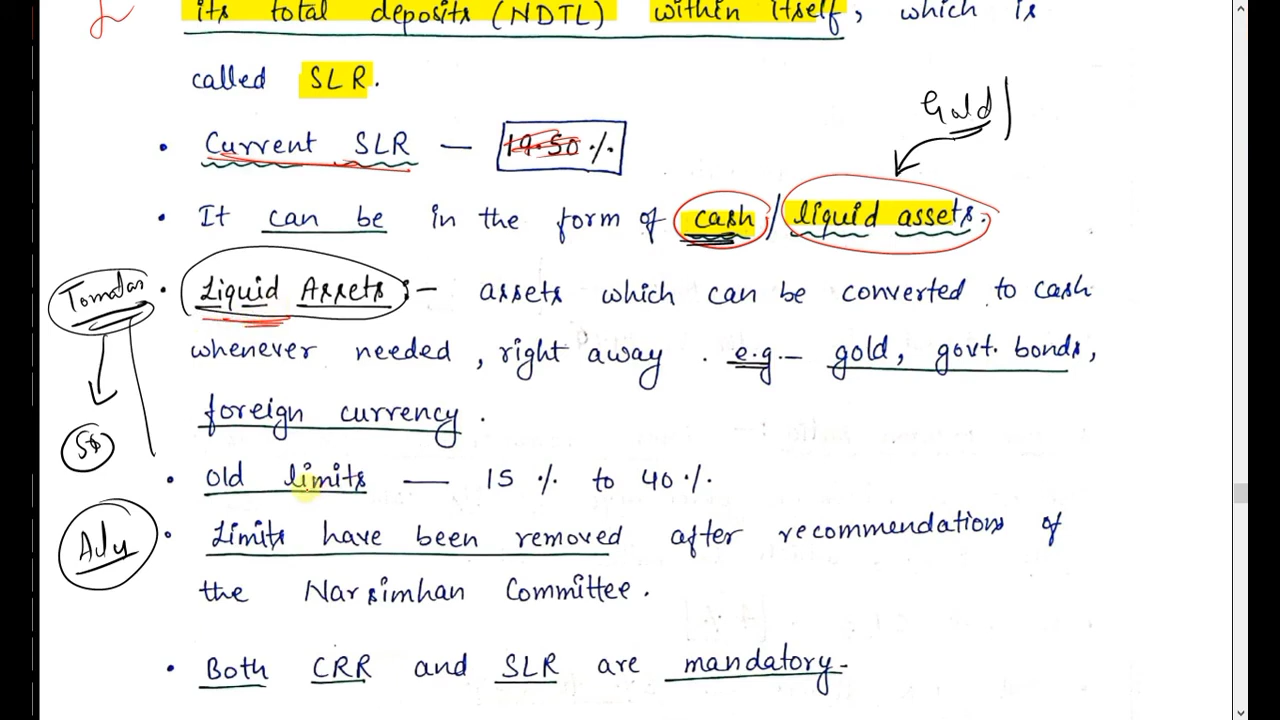 its total deposits (NDTL) within itself, which is
called SLR.
Gold
• Current SLR — 19.50 %.
• It can be in the form of cash / liquid assets.
• Liquid Assets :- assets which can be converted to cash
whenever needed, right away. e.g.- gold, govt. bonds,
foreign currency.
• Old limits — 15 % to 40 %.
• Limits have been removed after recommendations of
the Narsimhan Committee.
• Both CRR and SLR are mandatory.